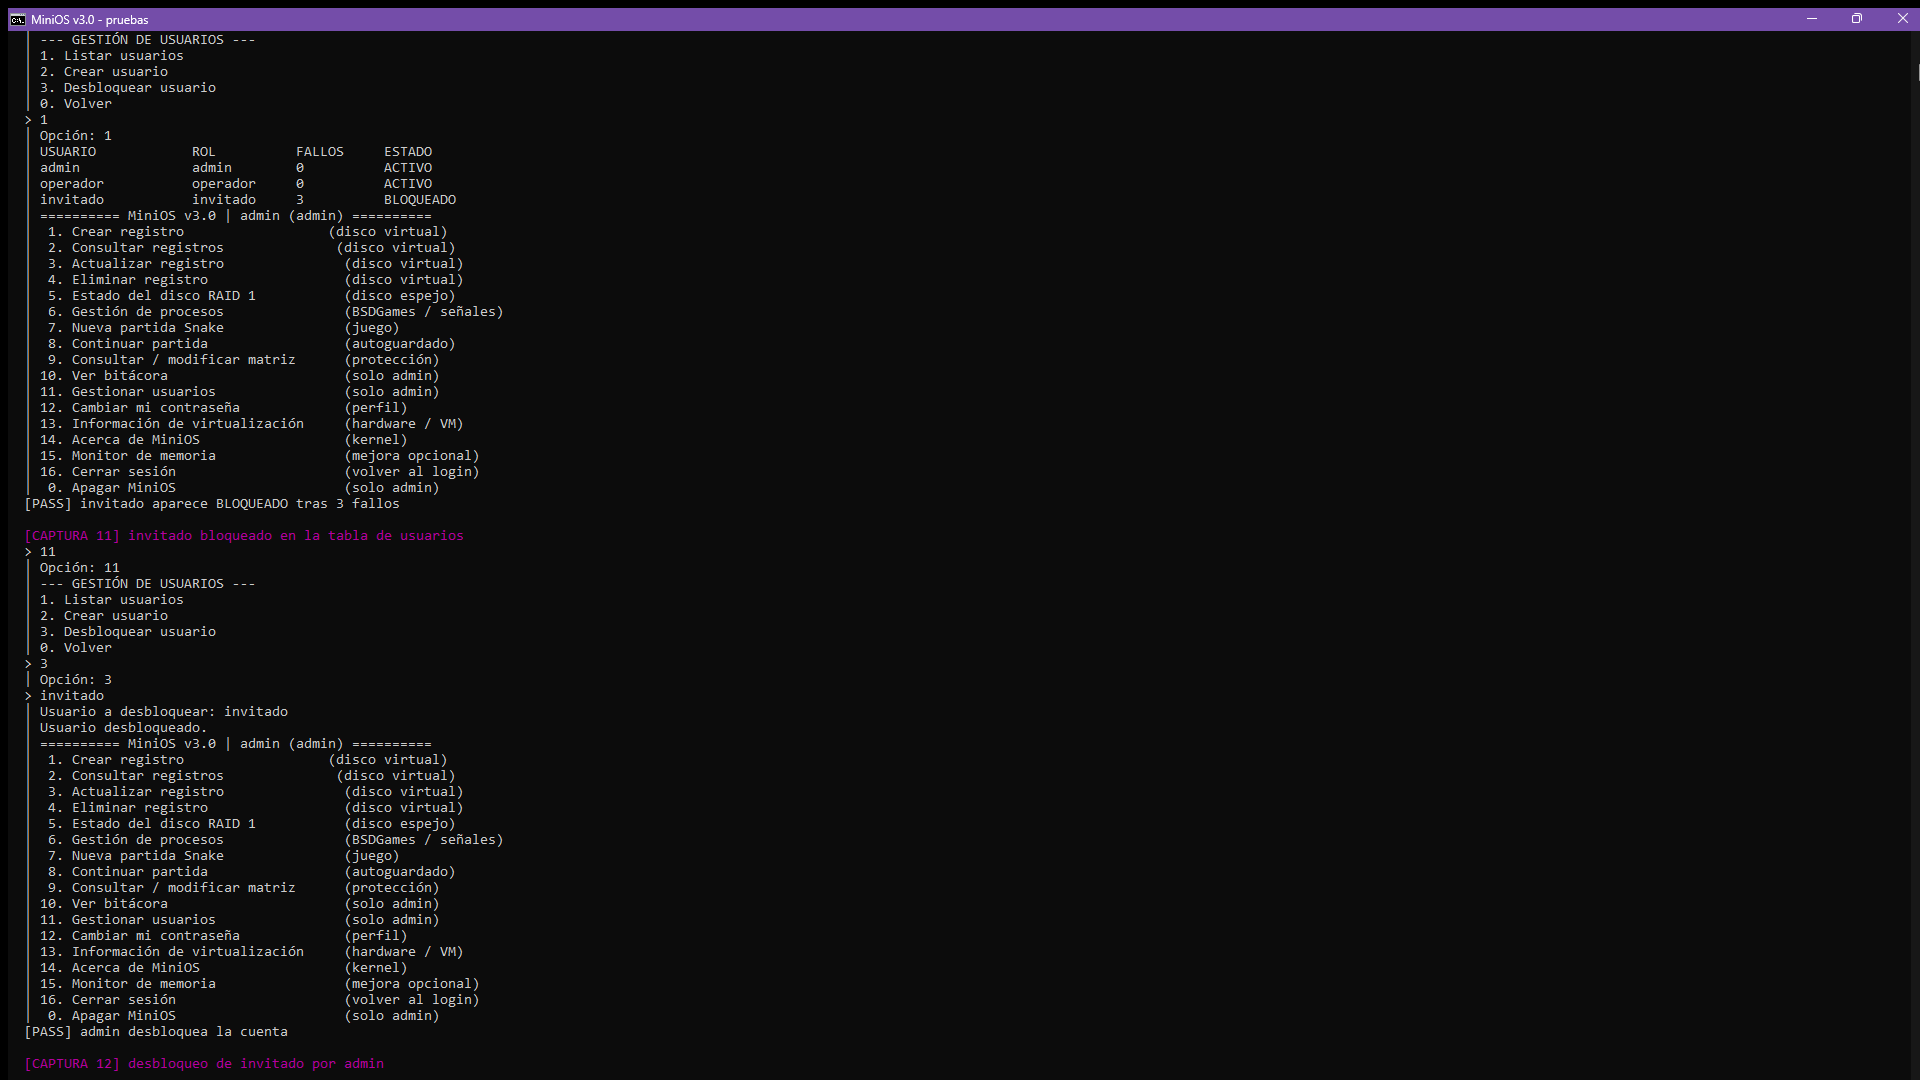 MiniOS v3.0 - pruebas
--- GESTIÓN DE USUARIOS ---
1. Listar usuarios
2. Crear usuario
3. Desbloquear usuario
0. Volver
> 1
Opción: 1
USUARIO ROL FALLOS ESTADO
admin admin 0 ACTIVO
operador operador 0 ACTIVO
invitado invitado 3 BLOQUEADO
========== MiniOS v3.0 | admin (admin) ==========
1. Crear registro (disco virtual)
2. Consultar registros (disco virtual)
3. Actualizar registro (disco virtual)
4. Eliminar registro (disco virtual)
5. Estado del disco RAID 1 (disco espejo)
6. Gestión de procesos (BSDGames / señales)
7. Nueva partida Snake (juego)
8. Continuar partida (autoguardado)
9. Consultar / modificar matriz (protección)
10. Ver bitácora (solo admin)
11. Gestionar usuarios (solo admin)
12. Cambiar mi contraseña (perfil)
13. Información de virtualización (hardware / VM)
14. Acerca de MiniOS (kernel)
15. Monitor de memoria (mejora opcional)
16. Cerrar sesión (volver al login)
0. Apagar MiniOS (solo admin)
[PASS] invitado aparece BLOQUEADO tras 3 fallos
[CAPTURA 11] invitado bloqueado en la tabla de usuarios
> 11
Opción: 11
--- GESTIÓN DE USUARIOS ---
1. Listar usuarios
2. Crear usuario
3. Desbloquear usuario
0. Volver
> 3
Opción: 3
> invitado
Usuario a desbloquear: invitado
Usuario desbloqueado.
========== MiniOS v3.0 | admin (admin) ==========
1. Crear registro (disco virtual)
2. Consultar registros (disco virtual)
3. Actualizar registro (disco virtual)
4. Eliminar registro (disco virtual)
5. Estado del disco RAID 1 (disco espejo)
6. Gestión de procesos (BSDGames / señales)
7. Nueva partida Snake (juego)
8. Continuar partida (autoguardado)
9. Consultar / modificar matriz (protección)
10. Ver bitácora (solo admin)
11. Gestionar usuarios (solo admin)
12. Cambiar mi contraseña (perfil)
13. Información de virtualización (hardware / VM)
14. Acerca de MiniOS (kernel)
15. Monitor de memoria (mejora opcional)
16. Cerrar sesión (volver al login)
0. Apagar MiniOS (solo admin)
[PASS] admin desbloquea la cuenta
[CAPTURA 12] desbloqueo de invitado por admin